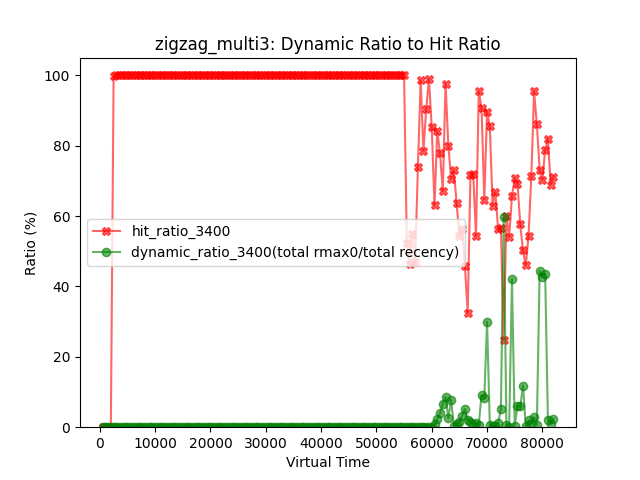 zigzag_multi3: Dynamic Ratio to Hit Ratio
100
80
60
40
20
0
Ratio (%)
hit_ratio_3400
dynamic_ratio_3400(total rmax0/total recency)
0 10000 20000 30000 40000 50000 60000 70000 80000
Virtual Time